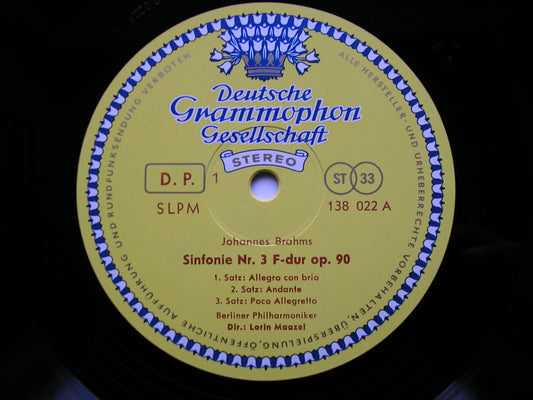 Deutsche
Grammophon
Gesellschaft
STEREO
D. P. 1
ST 33
SLPM
138 022 A
Johannes Brahms
Sinfonie Nr. 3 F-dur op. 90
1. Satz: Allegro con brio
2. Satz: Andante
3. Satz: Poco Allegretto
Berliner Philharmoniker
Dir.: Lorin Maazel
ALLE HERSTELLER- UND URHEBERRECHTE VORBEHALTEN, ÜBERSPIELUNG, ÖFFENTLICHE AUFFÜHRUNG UND RUNDFUNKSENDUNG VERBOTEN